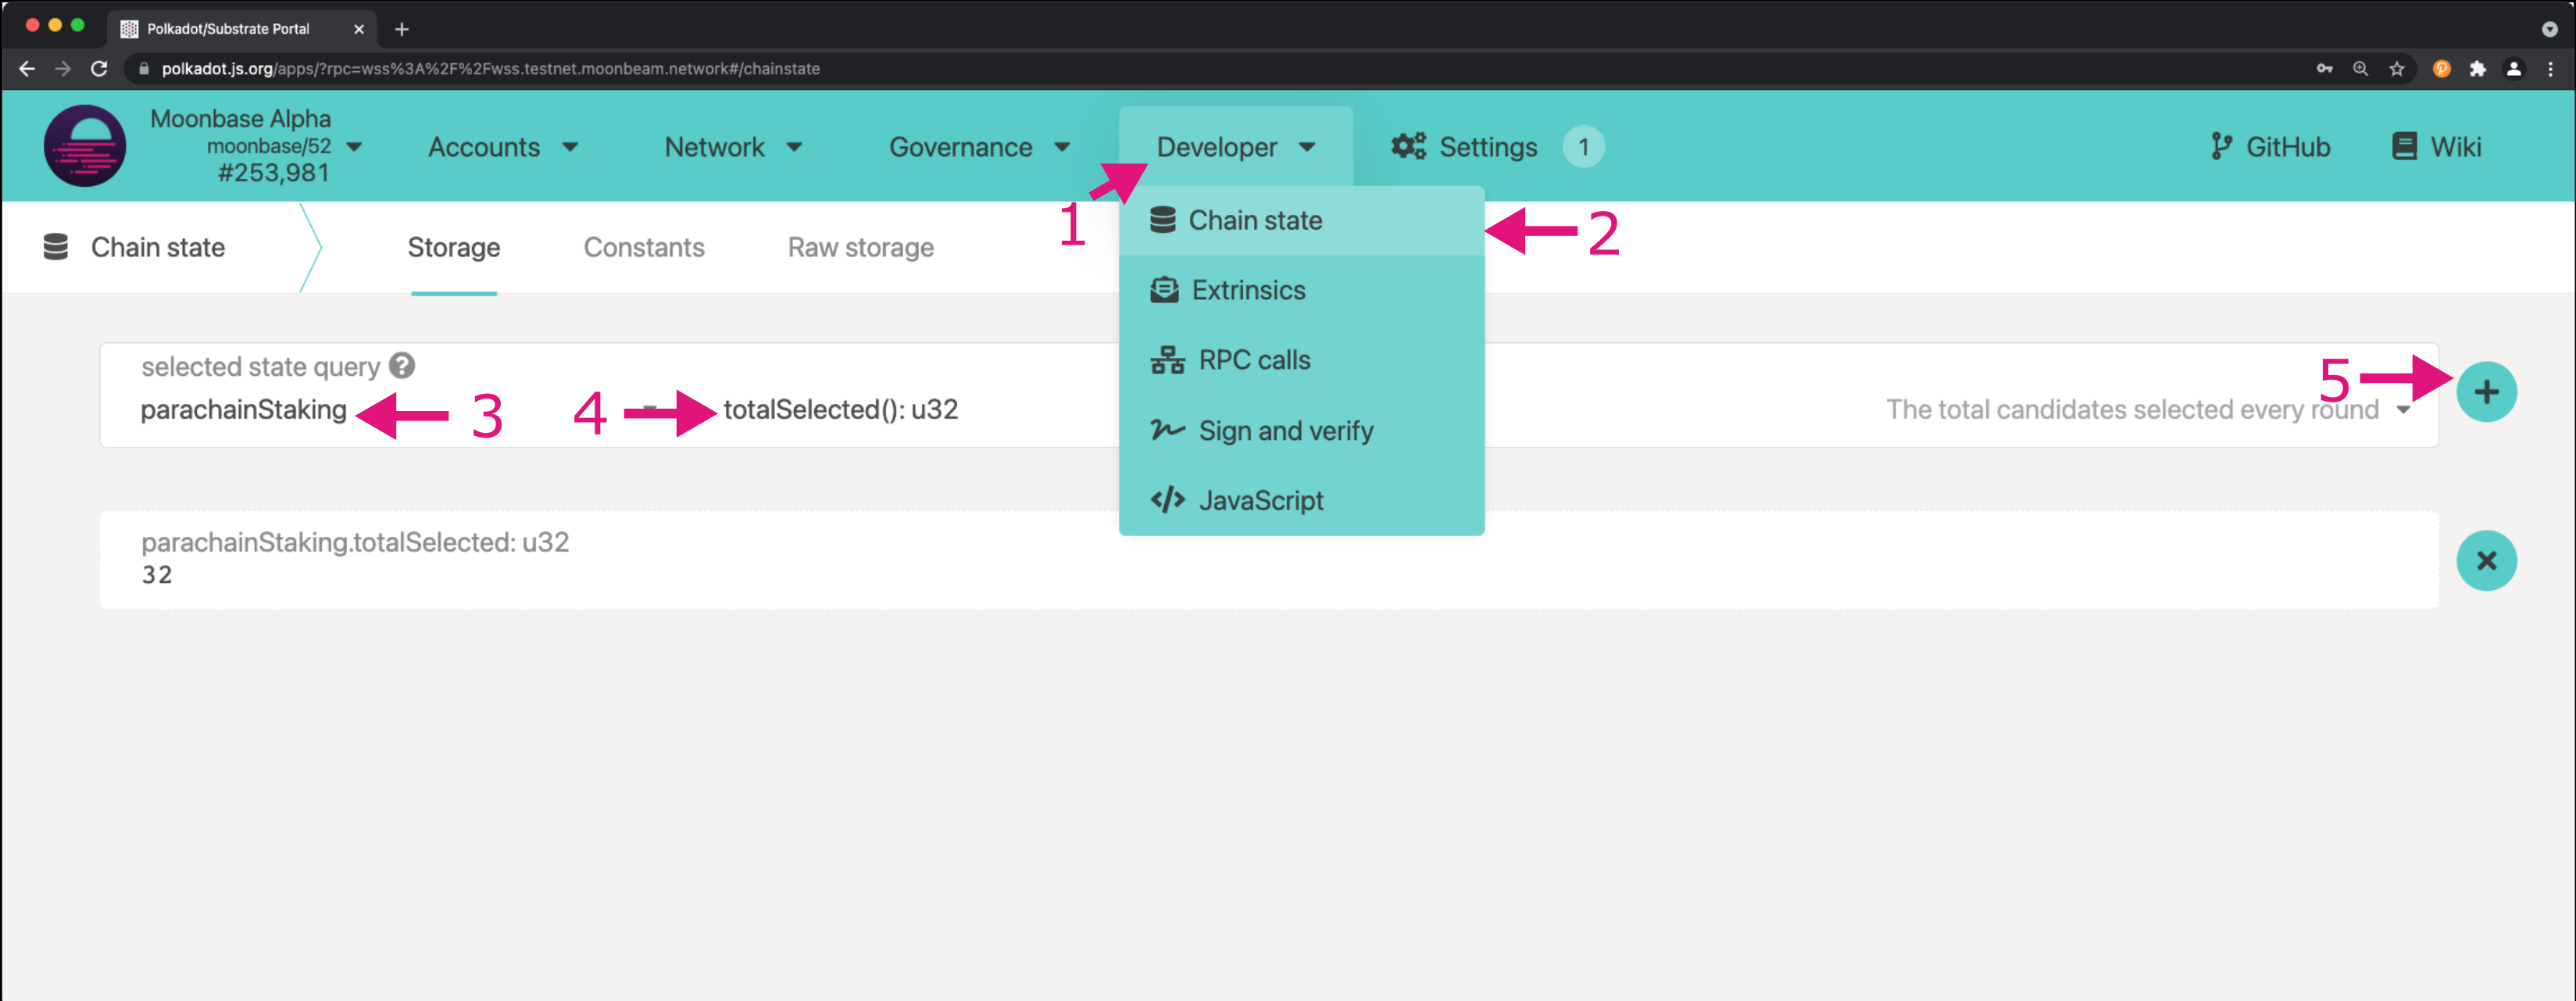 Polkadot/Substrate Portal
polkadot.js.org/apps/?rpc=wss%3A%2F%2Fwss.testnet.moonbeam.network#/chainstate
Moonbase Alpha
moonbase/52
#253,981
Accounts
Network
Governance
Developer
Settings
1
GitHub
Wiki
1
Chain state
2
Extrinsics
RPC calls
Sign and verify
JavaScript
Chain state
Storage
Constants
Raw storage
selected state query ?
parachainStaking
3
4
totalSelected(): u32
The total candidates selected every round
5
parachainStaking.totalSelected: u32
32